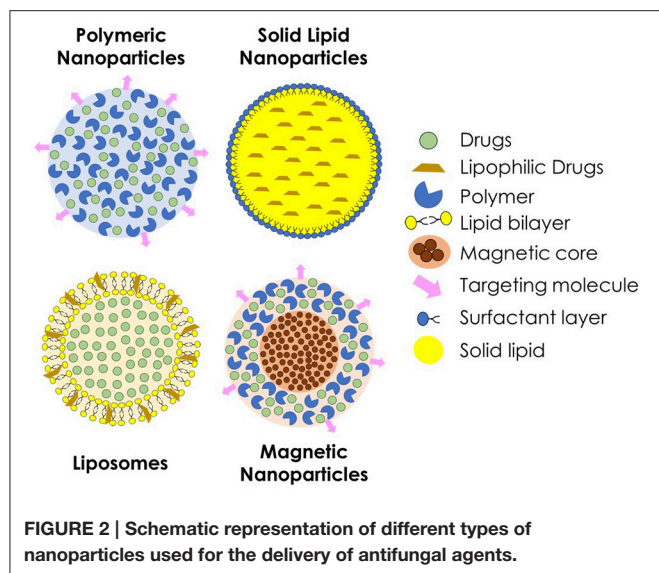 Polymeric
Nanoparticles
Solid Lipid
Nanoparticles
Drugs
Lipophilic Drugs
Polymer
Lipid bilayer
Magnetic core
Targeting molecule
Surfactant layer
Solid lipid
Liposomes
Magnetic
Nanoparticles
FIGURE 2 | Schematic representation of different types of
nanoparticles used for the delivery of antifungal agents.